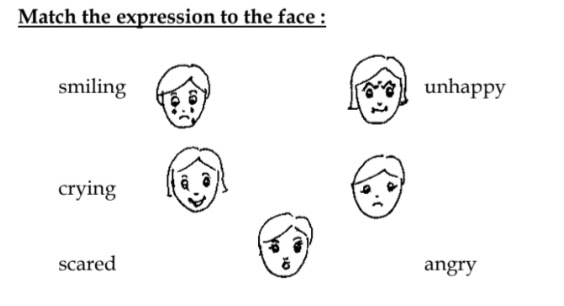 Match the expression to the face :
smiling
unhappy
crying
scared
angry